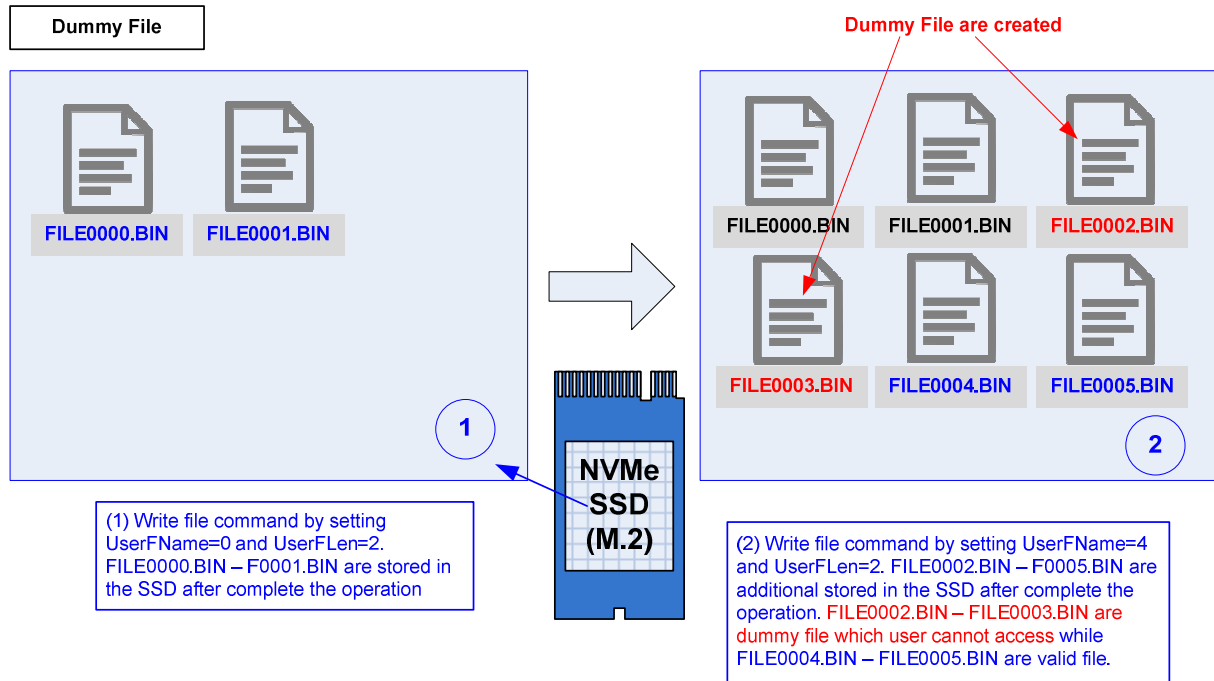 Dummy File
Dummy File are created
FILE0000.BIN
FILE0001.BIN
FILE0000.BIN
FILE0001.BIN
FILE0002.BIN
FILE0003.BIN
FILE0004.BIN
FILE0005.BIN
1
2
NVMe
SSD
(M.2)
(1) Write file command by setting
UserFName=0 and UserFLen=2.
FILE0000.BIN – F0001.BIN are stored in
the SSD after complete the operation
(2) Write file command by setting UserFName=4
and UserFLen=2. FILE0002.BIN – F0005.BIN are
additional stored in the SSD after complete the
operation. FILE0002.BIN – FILE0003.BIN are
dummy file which user cannot access while
FILE0004.BIN – FILE0005.BIN are valid file.